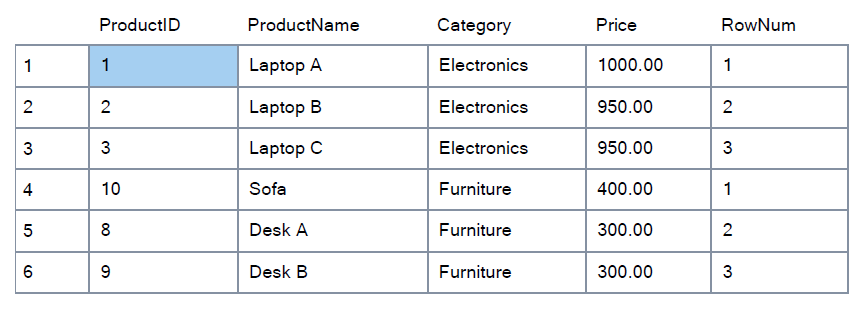 ProductID ProductName Category Price RowNum
1 1 Laptop A Electronics 1000.00 1
2 2 Laptop B Electronics 950.00 2
3 3 Laptop C Electronics 950.00 3
4 10 Sofa Furniture 400.00 1
5 8 Desk A Furniture 300.00 2
6 9 Desk B Furniture 300.00 3